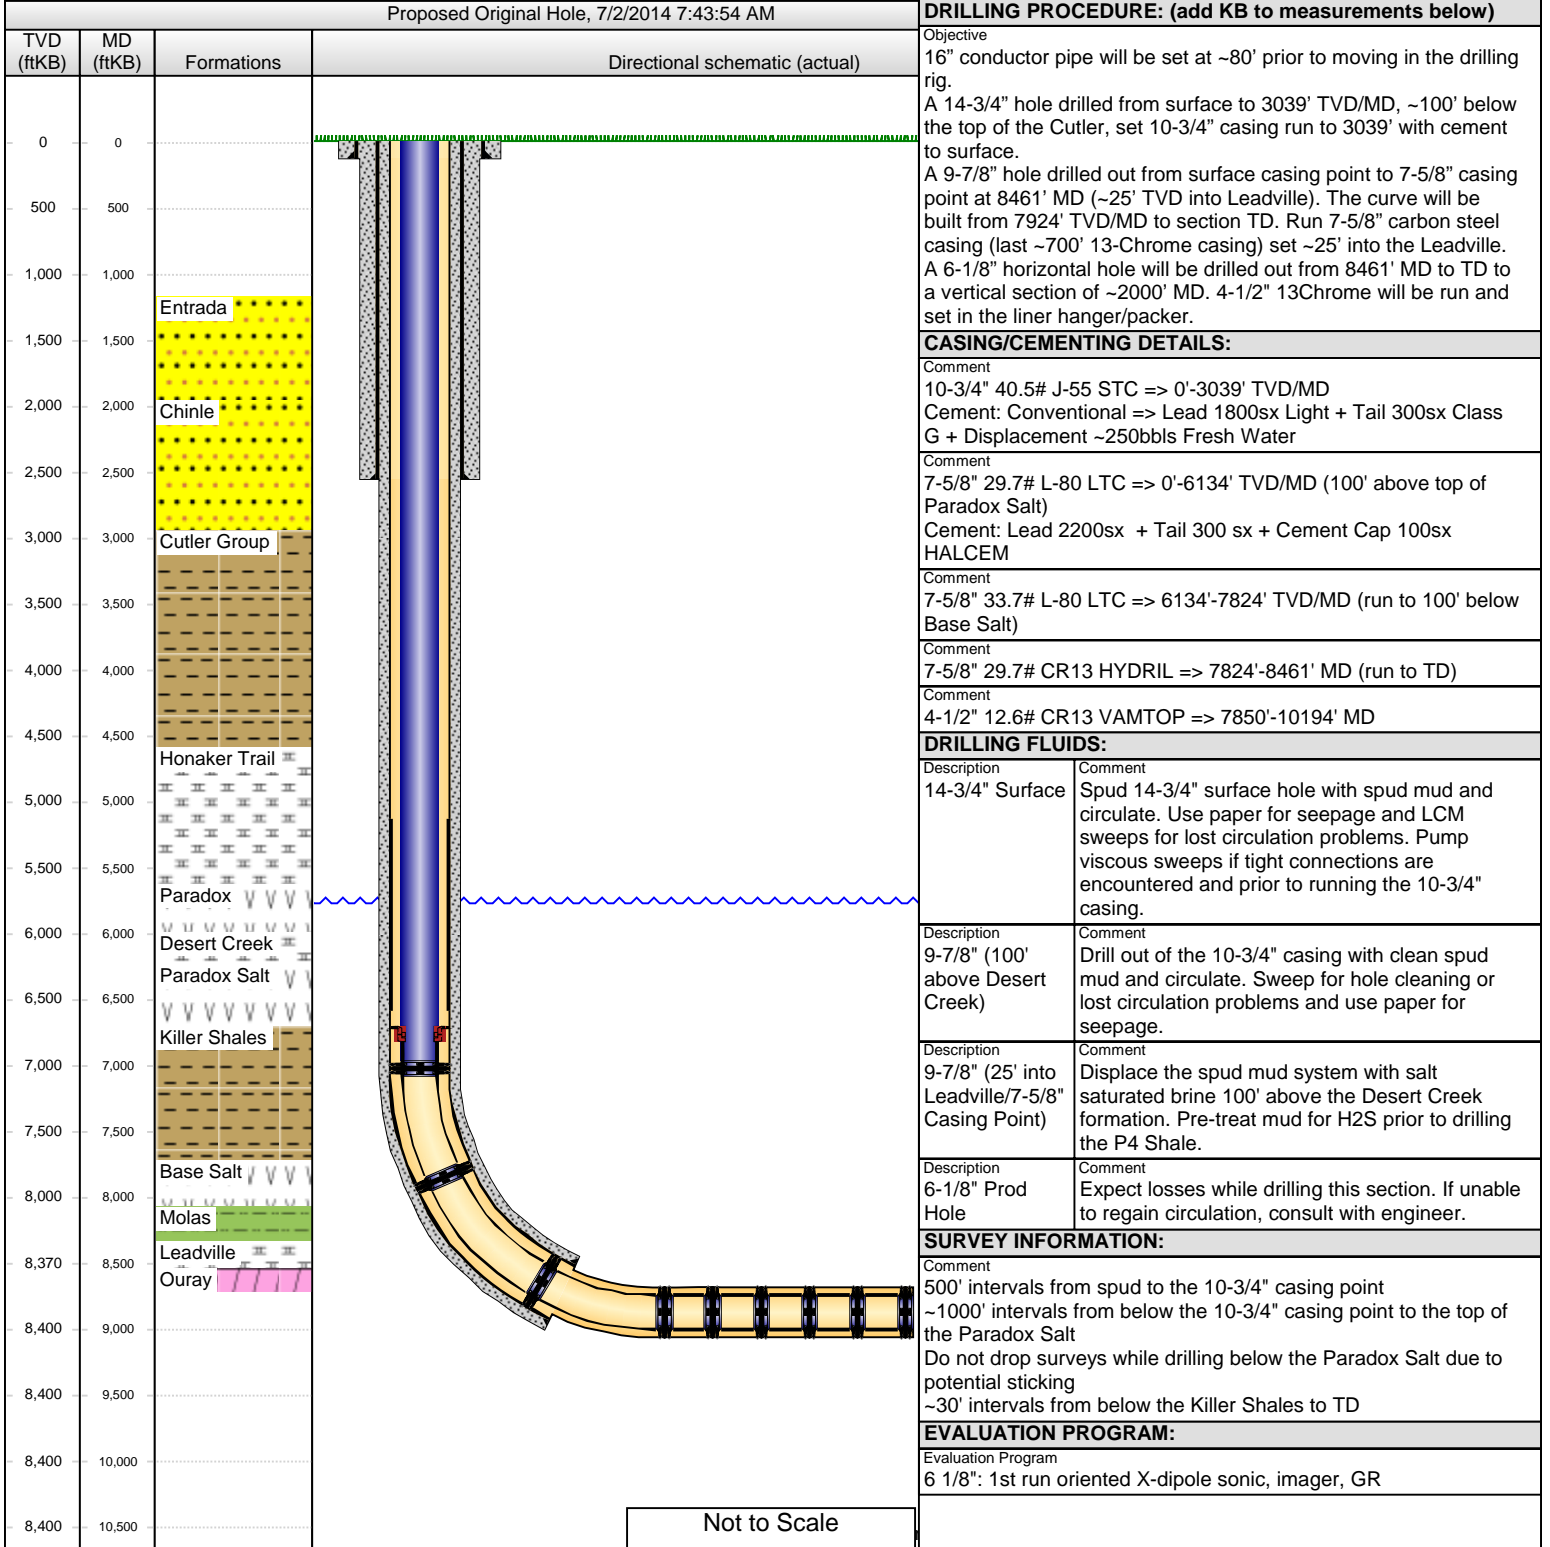 Proposed Original Hole, 7/2/2014 7:43:54 AM
TVD (ftKB)
MD (ftKB)
Formations
Directional schematic (actual)
0 0
500 500
1,000 1,000
Entrada
1,500 1,500
2,000 2,000
Chinle
2,500 2,500
3,000 3,000
Cutler Group
3,500 3,500
4,000 4,000
4,500 4,500
Honaker Trail
5,000 5,000
5,500 5,500
Paradox
6,000 6,000
Desert Creek
Paradox Salt
6,500 6,500
Killer Shales
7,000 7,000
7,500 7,500
Base Salt
8,000 8,000
Molas
Leadville
8,370 8,500
Ouray
8,400 9,000
8,400 9,500
8,400 10,000
8,400 10,500
Not to Scale
DRILLING PROCEDURE: (add KB to measurements below)
Objective
16” conductor pipe will be set at ~80’ prior to moving in the drilling
rig.
A 14-3/4” hole drilled from surface to 3039’ TVD/MD, ~100’ below
the top of the Cutler, set 10-3/4” casing run to 3039’ with cement
to surface.
A 9-7/8” hole drilled out from surface casing point to 7-5/8” casing
point at 8461’ MD (~25’ TVD into Leadville). The curve will be
built from 7924’ TVD/MD to section TD. Run 7-5/8” carbon steel
casing (last ~700’ 13-Chrome casing) set ~25’ into the Leadville.
A 6-1/8” horizontal hole will be drilled out from 8461' MD to TD to
a vertical section of ~2000’ MD. 4-1/2" 13Chrome will be run and
set in the liner hanger/packer.
CASING/CEMENTING DETAILS:
Comment
10-3/4" 40.5# J-55 STC => 0'-3039' TVD/MD
Cement: Conventional => Lead 1800sx Light + Tail 300sx Class
G + Displacement ~250bbls Fresh Water
Comment
7-5/8" 29.7# L-80 LTC => 0'-6134' TVD/MD (100' above top of
Paradox Salt)
Cement: Lead 2200sx + Tail 300 sx + Cement Cap 100sx
HALCEM
Comment
7-5/8" 33.7# L-80 LTC => 6134'-7824' TVD/MD (run to 100' below
Base Salt)
Comment
7-5/8" 29.7# CR13 HYDRIL => 7824'-8461' MD (run to TD)
Comment
4-1/2" 12.6# CR13 VAMTOP => 7850'-10194' MD
DRILLING FLUIDS:
Description
14-3/4" Surface
Comment
Spud 14-3/4" surface hole with spud mud and
circulate. Use paper for seepage and LCM
sweeps for lost circulation problems. Pump
viscous sweeps if tight connections are
encountered and prior to running the 10-3/4"
casing.
Description
9-7/8" (100'
above Desert
Creek)
Comment
Drill out of the 10-3/4" casing with clean spud
mud and circulate. Sweep for hole cleaning or
lost circulation problems and use paper for
seepage.
Description
9-7/8" (25' into
Leadville/7-5/8"
Casing Point)
Comment
Displace the spud mud system with salt
saturated brine 100' above the Desert Creek
formation. Pre-treat mud for H2S prior to drilling
the P4 Shale.
Description
6-1/8" Prod
Hole
Comment
Expect losses while drilling this section. If unable
to regain circulation, consult with engineer.
SURVEY INFORMATION:
Comment
500' intervals from spud to the 10-3/4" casing point
~1000' intervals from below the 10-3/4" casing point to the top of
the Paradox Salt
Do not drop surveys while drilling below the Paradox Salt due to
potential sticking
~30' intervals from below the Killer Shales to TD
EVALUATION PROGRAM:
Evaluation Program
6 1/8": 1st run oriented X-dipole sonic, imager, GR